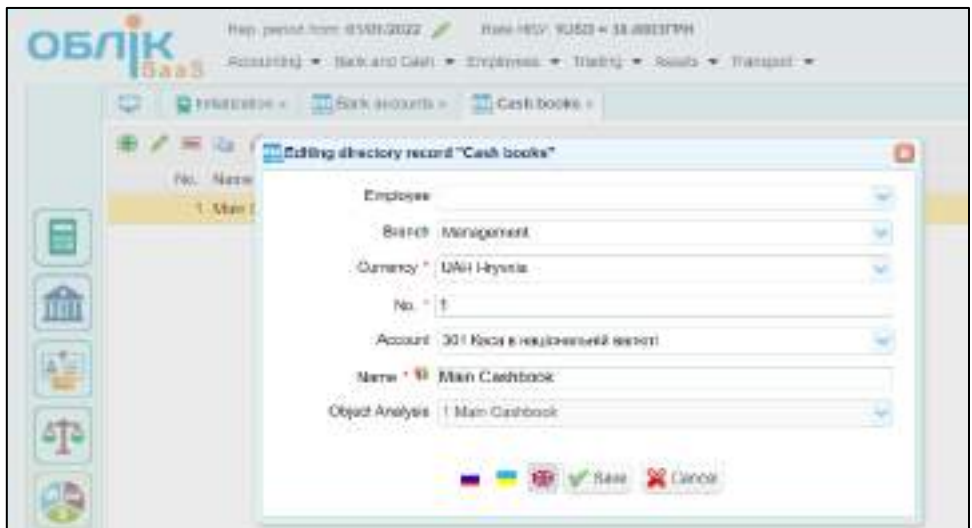 ОБЛІК
SaaS
Rep. period from: 01/01/2022
Accounting Bank and Cash Employees Trading Assets Transport
Initialization × Bank accounts × Cash books ×
Editing directory record "Cash books"
No. Name
1 Main
Employee
Branch Management
Currency * UAH Hryvnia
No. * 1
Account 301 Каса в національній валюті
Name * Main Cashbook
Object Analysis 1 Main Cashbook
Save Cancel